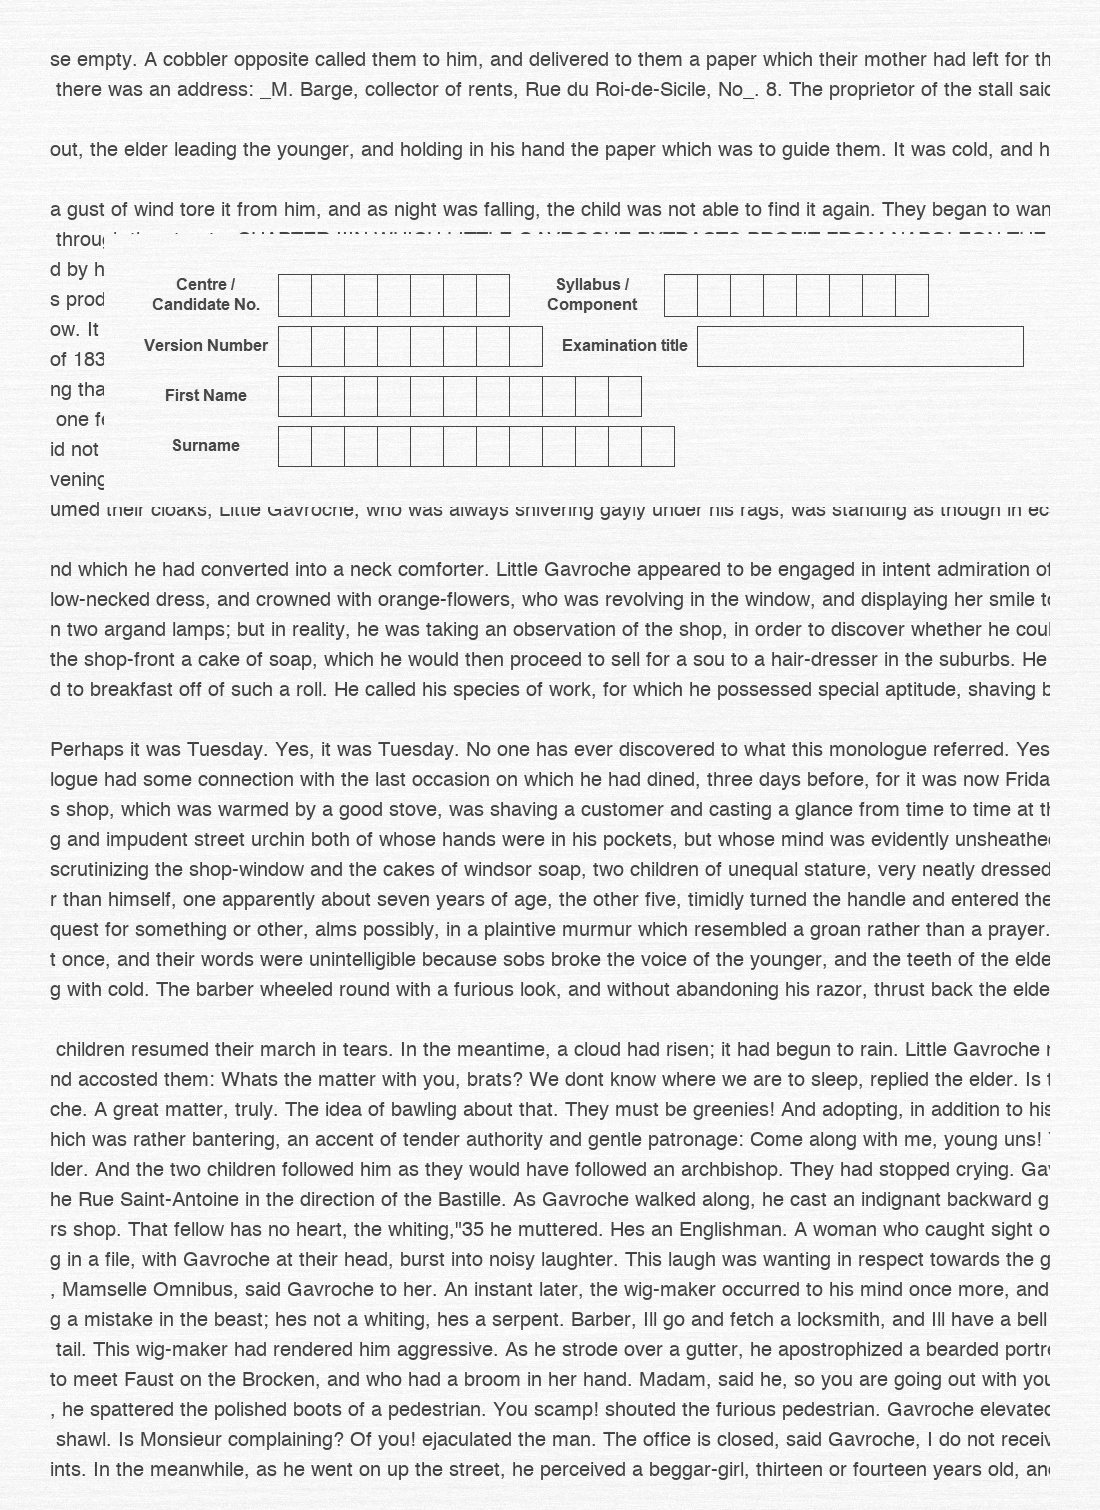 se empty. A cobbler opposite called them to him, and delivered to them a paper which their mother had left for
there was an address: _M. Barge, collector of rents, Rue du Roi-de-Sicile, No_. 8. The proprietor of the stall said
out, the elder leading the younger, and holding in his hand the paper which was to guide them. It was cold, and h
a gust of wind tore it from him, and as night was falling, the child was not able to find it again. They began to wan
d by h
Centre /
Candidate No.
Syllabus /
Component
s prod
ow. It
Version Number
Examination title
of 183
ng tha
First Name
one
id not
Surname
vening
umed their cloaks, Little Gavroche, who was always shivering gayly under his rags, was standing as though in ec
nd which he had converted into a neck comforter. Little Gavroche appeared to be engaged in intent admiration of
low-necked dress, and crowned with orange-flowers, who was revolving in the window, and displaying her smile to
n two argand lamps; but in reality, he was taking an observation of the shop, in order to discover whether he coul
the shop-front a cake of soap, which he would then proceed to sell for a sou to a hair-dresser in the suburbs. He
d to breakfast off of such a roll. He called his species of work, for which he possessed special aptitude, shaving b
Perhaps it was Tuesday. Yes, it was Tuesday. No one has ever discovered to what this monologue referred. Yes
logue had some connection with the last occasion on which he had dined, three days before, for it was now Frida
s shop, which was warmed by a good stove, was shaving a customer and casting a glance from time to time at th
g and impudent street urchin both of whose hands were in his pockets, but whose mind was evidently unsheathed
scrutinizing the shop-window and the cakes of windsor soap, two children of unequal stature, very neatly dressed
r than himself, one apparently about seven years of age, the other five, timidly turned the handle and entered the
quest for something or other, alms possibly, in a plaintive murmur which resembled a groan rather than a prayer.
t once, and their words were unintelligible because sobs broke the voice of the younger, and the teeth of the elde
g with cold. The barber wheeled round with a furious look, and without abandoning his razor, thrust back the elde
children resumed their march in tears. In the meantime, a cloud had risen; it had begun to rain. Little Gavroche
nd accosted them: Whats the matter with you, brats? We dont know where we are to sleep, replied the elder. Is
che. A great matter, truly. The idea of bawling about that. They must be greenies! And adopting, in addition to his
hich was rather bantering, an accent of tender authority and gentle patronage: Come along with me, young uns!
lder. And the two children followed him as they would have followed an archbishop. They had stopped crying. Gav
he Rue Saint-Antoine in the direction of the Bastille. As Gavroche walked along, he cast an indignant backward g
rs shop. That fellow has no heart, the whiting,"35 he muttered. Hes an Englishman. A woman who caught sight o
g in a file, with Gavroche at their head, burst into noisy laughter. This laugh was wanting in respect towards the g
, Mamselle Omnibus, said Gavroche to her. An instant later, the wig-maker occurred to his mind once more, and
g a mistake in the beast; hes not a whiting, hes a serpent. Barber, Ill go and fetch a locksmith, and Ill have a bell
tail. This wig-maker had rendered him aggressive. As he strode over a gutter, he apostrophized a bearded portre
to meet Faust on the Brocken, and who had a broom in her hand. Madam, said he, so you are going out with you
, he spattered the polished boots of a pedestrian. You scamp! shouted the furious pedestrian. Gavroche elevated
shawl. Is Monsieur complaining? Of you! ejaculated the man. The office is closed, said Gavroche, I do not receiv
ints. In the meanwhile, as he went on up the street, he perceived a beggar-girl, thirteen or fourteen years old, and